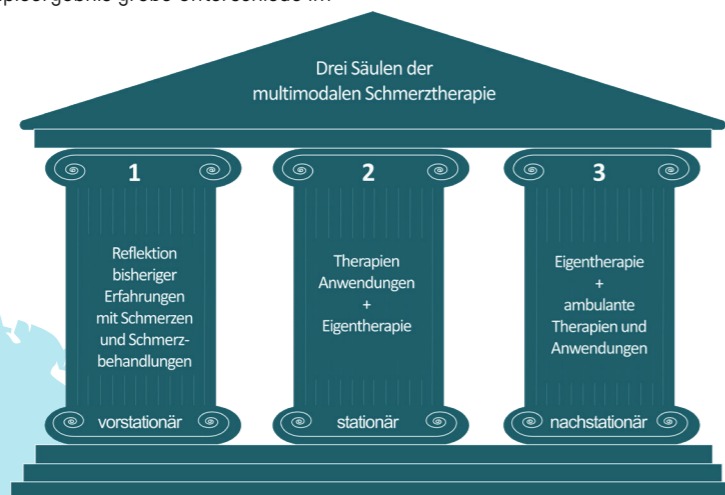 Drei Säulen der
multimodalen Schmerztherapie
1
Reflektion
bisheriger
Erfahrungen
mit Schmerzen
und Schmerz-
behandlungen
vorstationär
2
Therapien
Anwendungen
+
Eigentherapie
stationär
3
Eigentherapie
+
ambulante
Therapien und
Anwendungen
nachstationär